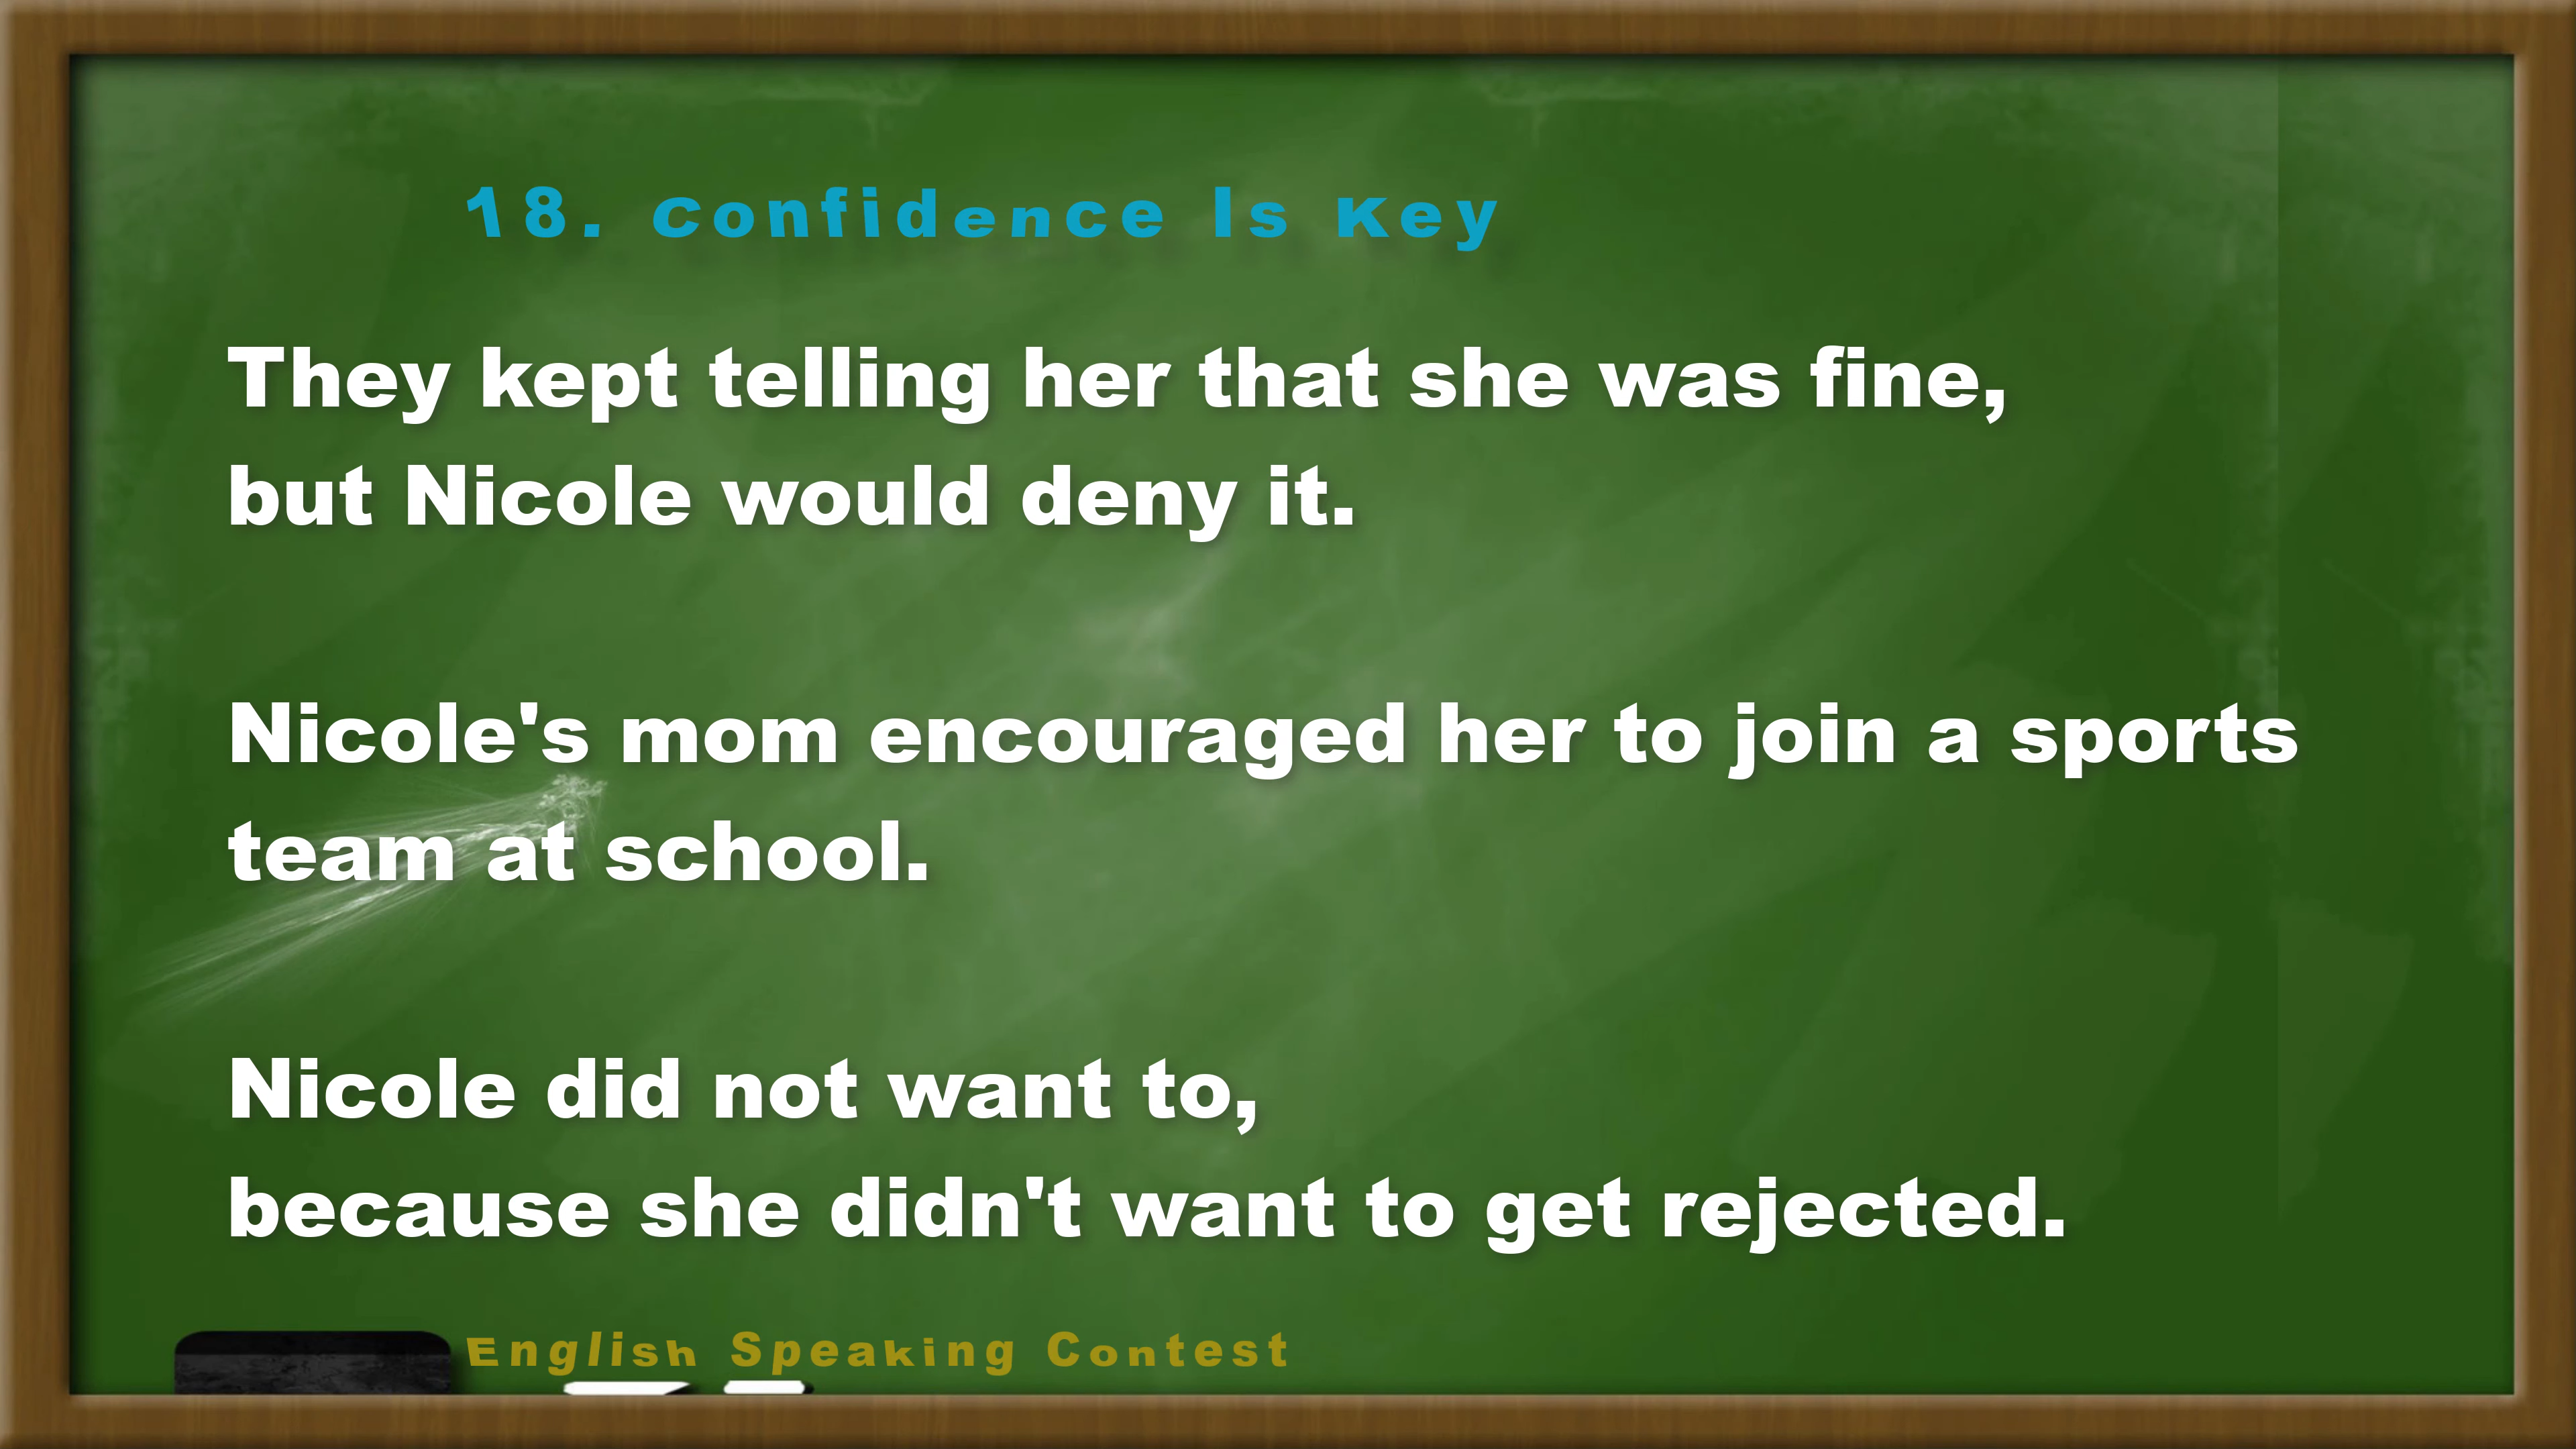 18. Confidence Is Key
They kept telling her that she was fine,
but Nicole would deny it.
Nicole's mom encouraged her to join a sports
team at school.
Nicole did not want to,
because she didn't want to get rejected.
English Speaking Contest